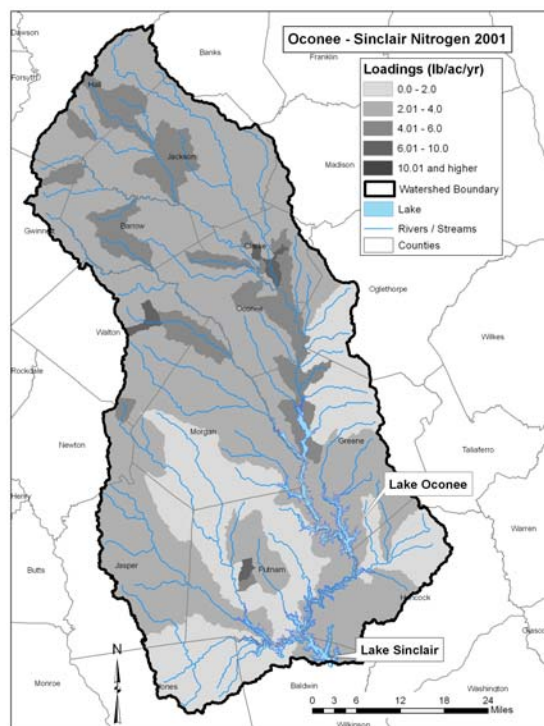 Oconee - Sinclair Nitrogen 2001
Loadings (lb/ac/yr)
0.0 - 2.0
2.01 - 4.0
4.01 - 6.0
6.01 - 10.0
10.01 and higher
Watershed Boundary
Lake
Rivers / Streams
Counties
Dawson
Banks
Franklin
Forsyth
Hall
Jackson
Madison
Gwinnett
Barrow
Clarke
Oglethorpe
Oconee
Walton
Wilkes
Rockdale
Morgan
Greene
Newton
Taliaferro
Lake Oconee
Henry
Warren
Butts
Jasper
Putnam
Hancock
N
Lake Sinclair
Monroe
Jones
Baldwin
Washington
Wilkinson
0 3 6 12 18 24
Miles